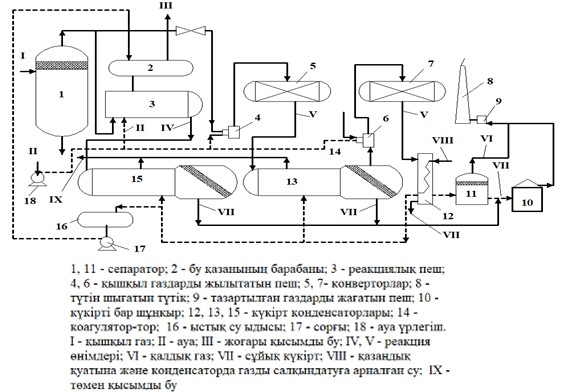 III
I
1
2
3
IV
II
II
18
IX
4
5
V
6
14
7
V
8
9
VIII
VI
VII
10
11
12
VII
15
13
VII
VII
16
17
1, 11 - сепаратор; 2 - бу қазанының барабаны; 3 - реакциялық пеш;
4, 6 - қышқыл газдарды жылытатын пеш; 5, 7- конверторлар; 8 -
түтін шығатын түтік; 9 - тазартылған газдарды жағатын пеш; 10 -
күкірті бар шұңқыр; 12, 13, 15 - күкірт конденсаторлары; 14 -
коагулятор-тор;  16 - ыстық су ыдысы; 17 - сорғы; 18 - ауа үрлегіш.
I - қышқыл газ; II - ауа; III – жоғары қысымды бу; IV, V - реакция
өнімдері; VI - қалдық газ; VII - сұйық күкірт; VIII - қазандық
қуатына және конденсаторда газды салқындатуға арналған су;  IX -
төмен қысымды бу